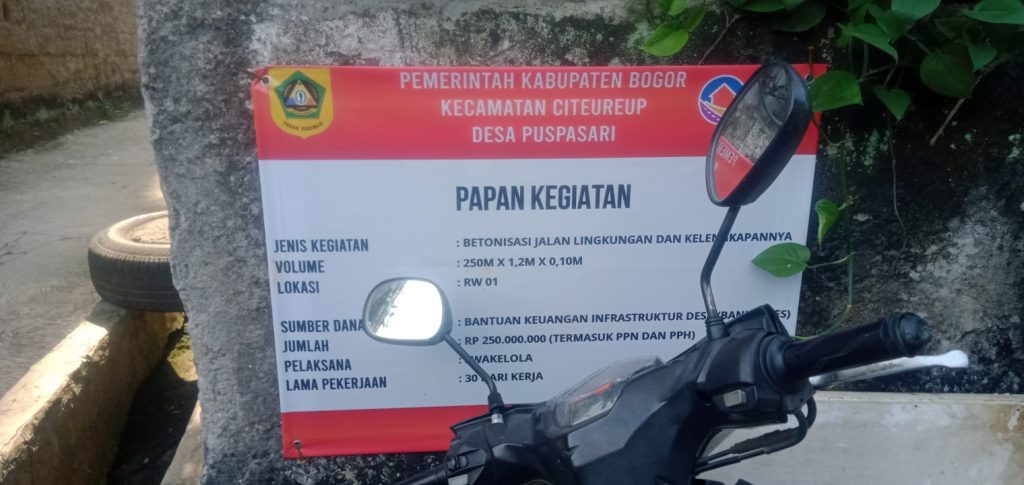 PEMERINTAH KABUPATEN BOGOR
KECAMATAN CITEUREUP
DESA PUSPASARI
PAPAN KEGIATAN
JENIS KEGIATAN : BETONISASI JALAN LINGKUNGAN DAN KELENGKAPANNYA
VOLUME : 250M X 1,2M X 0,10M
LOKASI : RW 01
SUMBER DANA : BANTUAN KEUANGAN INFRASTRUKTUR
JUMLAH : RP 250.000.000 (TERMASUK PPN DAN PPH)
PELAKSANA : WAKELOLA
LAMA PEKERJAAN : 30 HARI KERJA